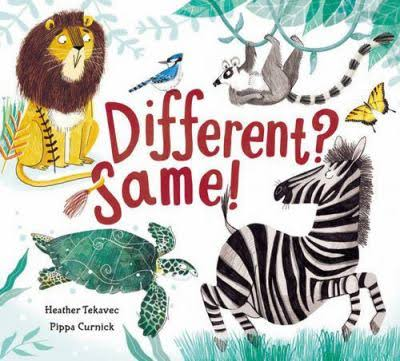 Different?
Same!
Heather Tekavec
Pippa Curnick